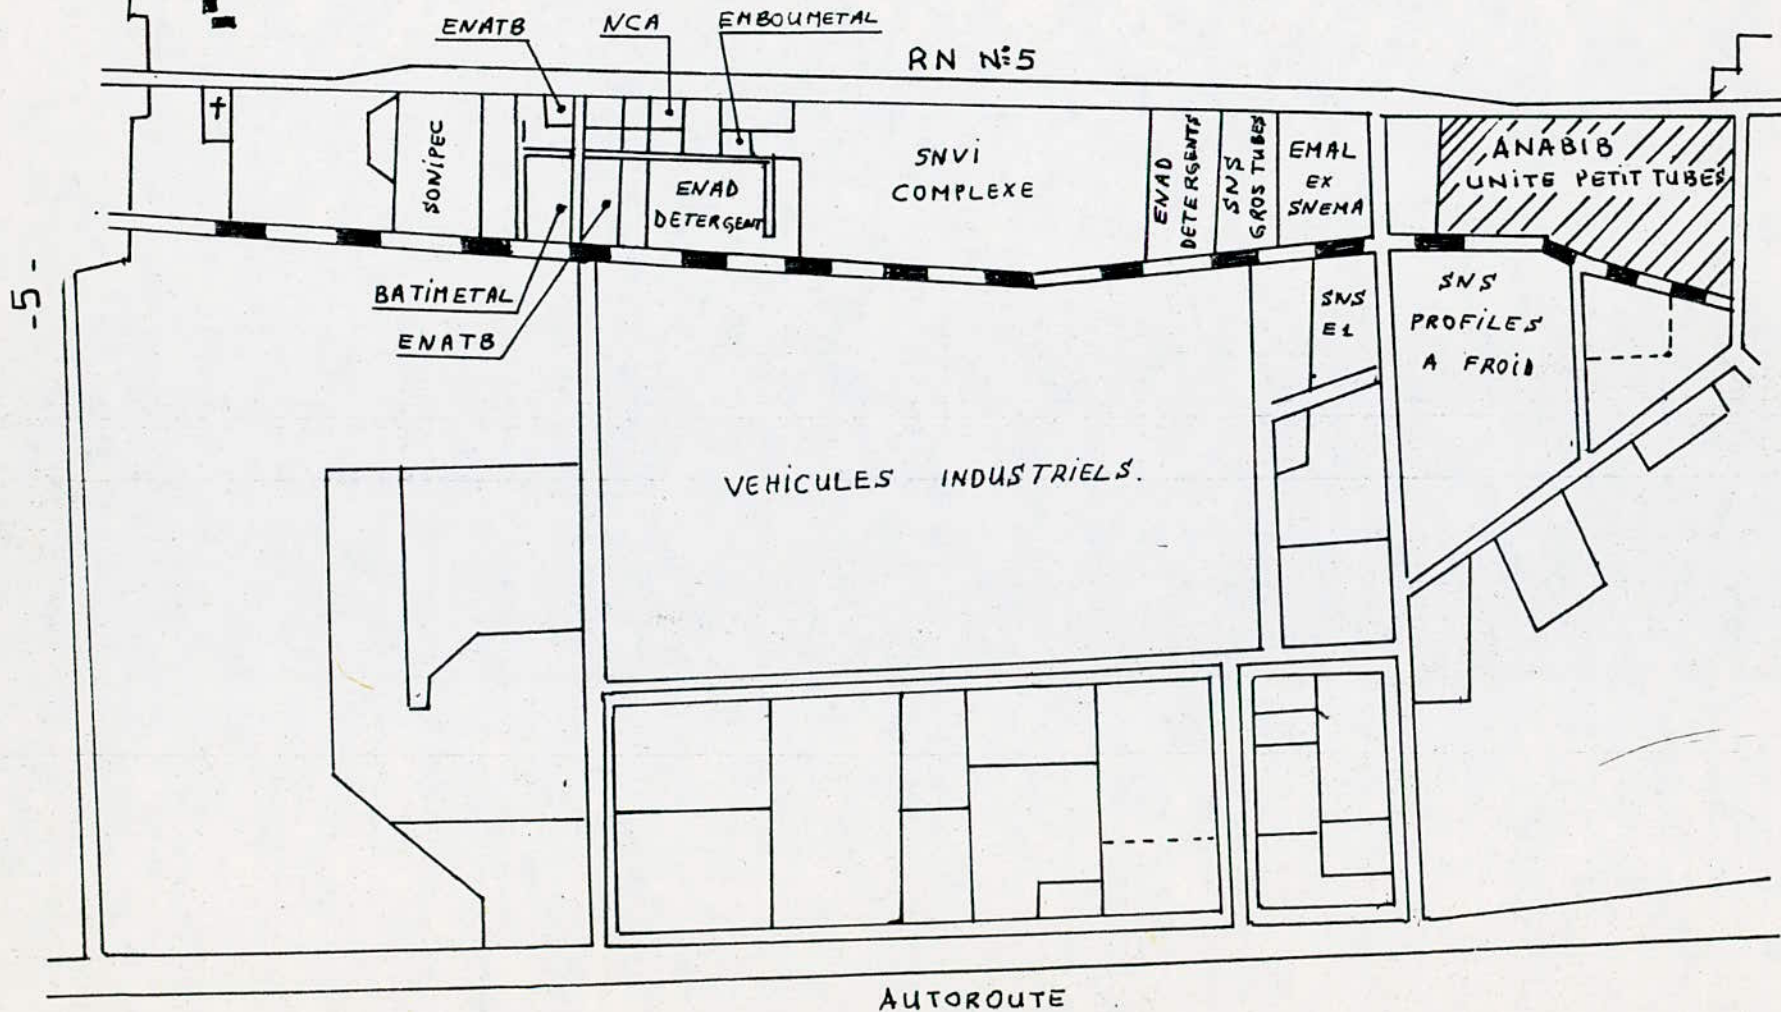 ENATB
NCA
EMBOUMETAL
RN N:5
SONIPEC
ENAD
DETERGENT
SNVI
COMPLEXE
ENAD
DETERGENTS
SNS
GROS TUBES
EMAL
EX
SNEMA
ANABIB
UNITE PETIT TUBES
-5-
BATIMETAL
ENATB
SNS
E1
SNS
PROFILES
A FROID
VEHICULES INDUSTRIELS.
AUTOROUTE